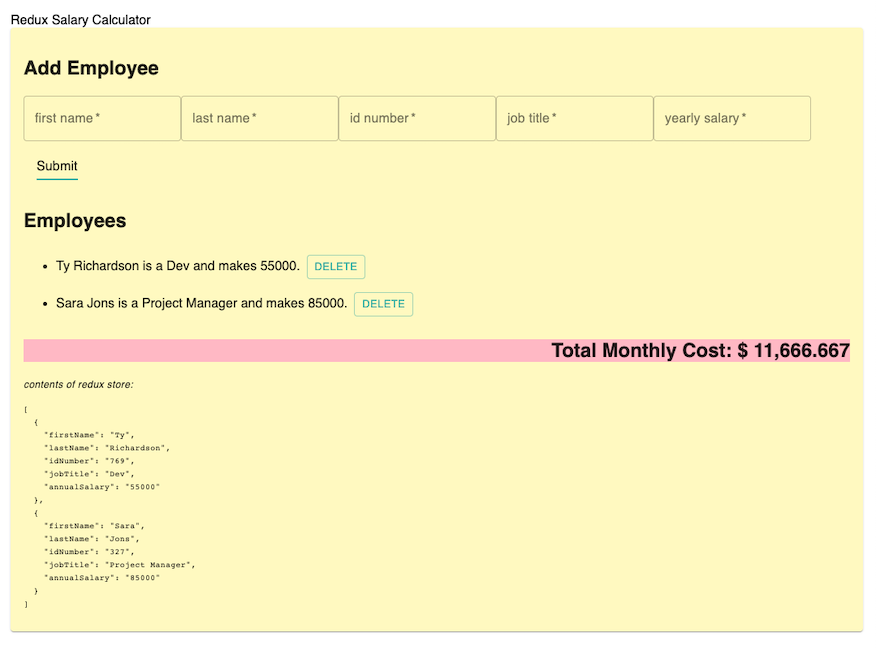 Redux Salary Calculator
Add Employee
first name * last name * id number * job title * yearly salary *
Submit
Employees
• Ty Richardson is a Dev and makes 55000. DELETE
• Sara Jons is a Project Manager and makes 85000. DELETE
Total Monthly Cost: $ 11,666.667
contents of redux store:
[
  {
    "firstName": "Ty",
    "lastName": "Richardson",
    "idNumber": "769",
    "jobTitle": "Dev",
    "annualSalary": "55000"
  },
  {
    "firstName": "Sara",
    "lastName": "Jons",
    "idNumber": "327",
    "jobTitle": "Project Manager",
    "annualSalary": "85000"
  }
]